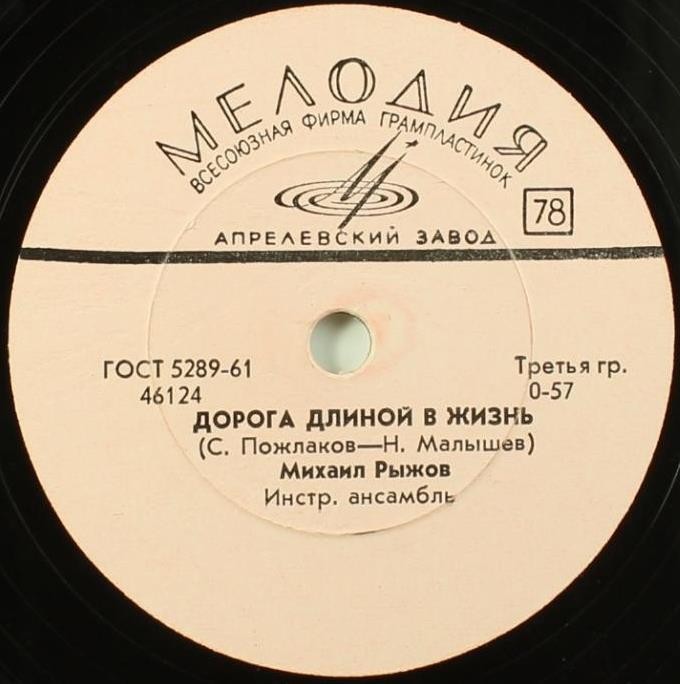 МЕЛОДИЯ
ВСЕСОЮЗНАЯ ФИРМА ГРАМПЛАСТИНОК
78
АПРЕЛЕВСКИЙ ЗАВОД
ГОСТ 5289-61
Третья гр.
46124
0-57
ДОРОГА ДЛИНОЙ В ЖИЗНЬ
(С. Пожлаков—Н. Малышев)
Михаил Рыжов
Инстр. ансамбль